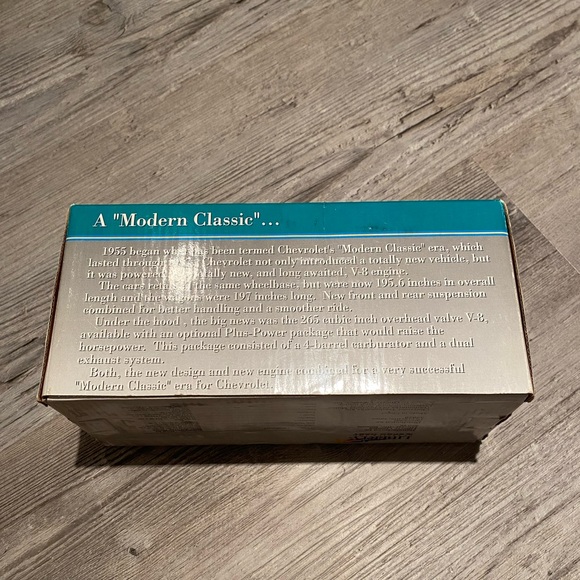 A "Modern Classic"...
1955 began what has been termed Chevrolet's "Modern Classic" era, which
lasted through Chevrolet not only introduced a totally new vehicle, but
it was powered by a totally new, and long awaited, V-8 engine.
The cars retained the same wheelbase, but were now 195.6 inches in overall
length and the wagons were 197 inches long. New front and rear suspension
combined for better handling and a smoother ride.
Under the hood , the big news was the 265 cubic inch overhead valve V-8,
available with an optional Plus-Power package that would raise the
horsepower. This package consisted of a 4-barrel carburator and a dual
exhaust system.
Both, the new design and new engine combined for a very successful
"Modern Classic" era for Chevrolet.